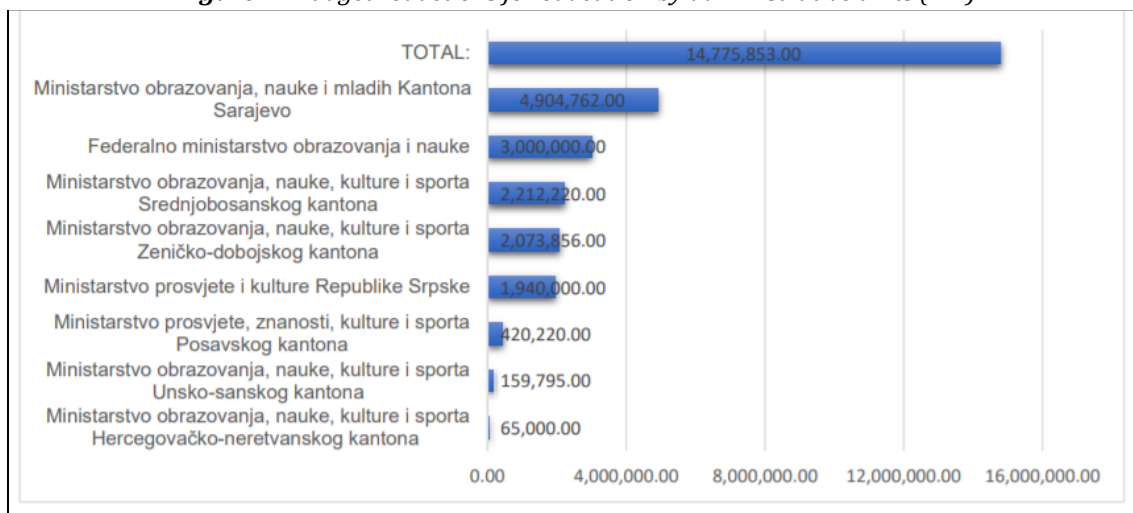 TOTAL:
14,775,853.00
Ministarstvo obrazovanja, nauke i mladih Kantona
Sarajevo
4,904,762.00
Federalno ministarstvo obrazovanja i nauke
3,000,000.00
Ministarstvo obrazovanja, nauke, kulture i sporta
Srednjobosanskog kantona
2,212,220.00
Ministarstvo obrazovanja, nauke, kulture i sporta
Zeničko-dobojskog kantona
2,073,856.00
Ministarstvo prosvjete i kulture Republike Srpske
1,940,000.00
Ministarstvo prosvjete, znanosti, kulture i sporta
Posavskog kantona
420,220.00
Ministarstvo obrazovanja, nauke, kulture i sporta
Unsko-sanskog kantona
159,795.00
Ministarstvo obrazovanja, nauke, kulture i sporta
Hercegovačko-neretvanskog kantona
65,000.00
0.00 4,000,000.00 8,000,000.00 12,000,000.00 16,000,000.00